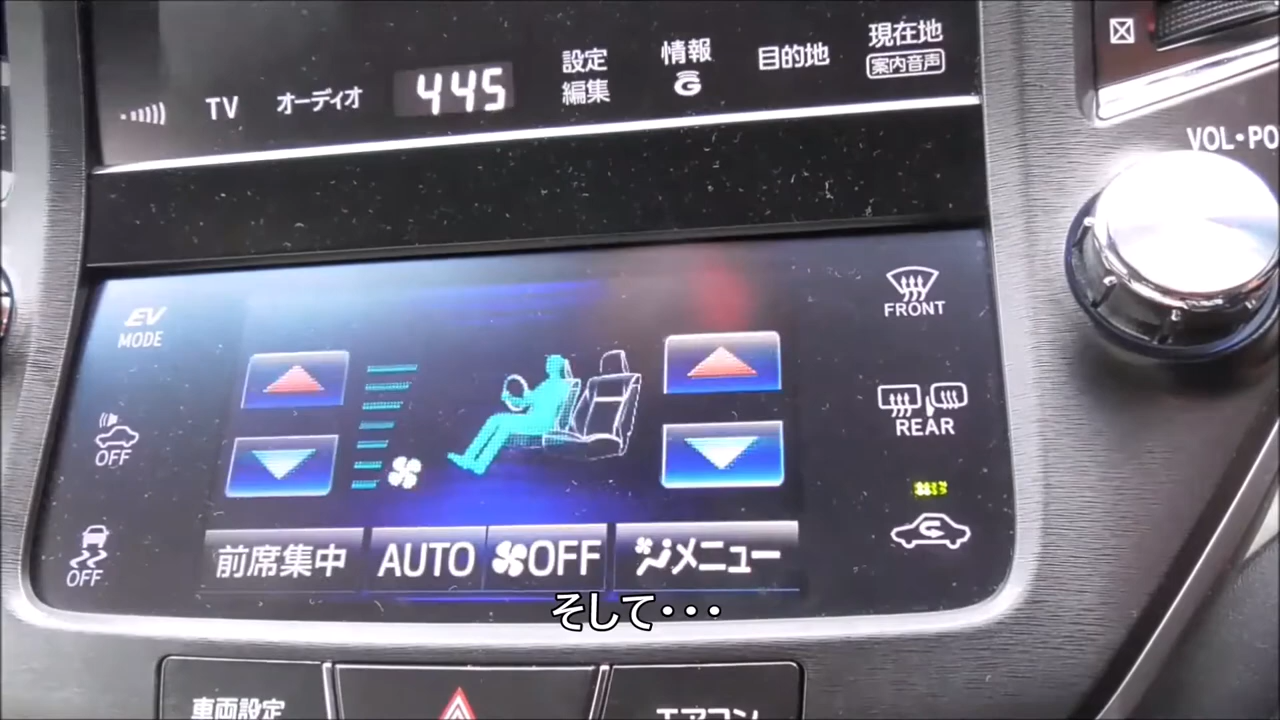 TV
オーディオ
445
設定
編集
情報
G
目的地
現在地
案内音声
VOL・PO
EV
MODE
FRONT
OFF
REAR
OFF
前席集中
AUTO
OFF
メニュー
そして・・・
車両設定
エアコン